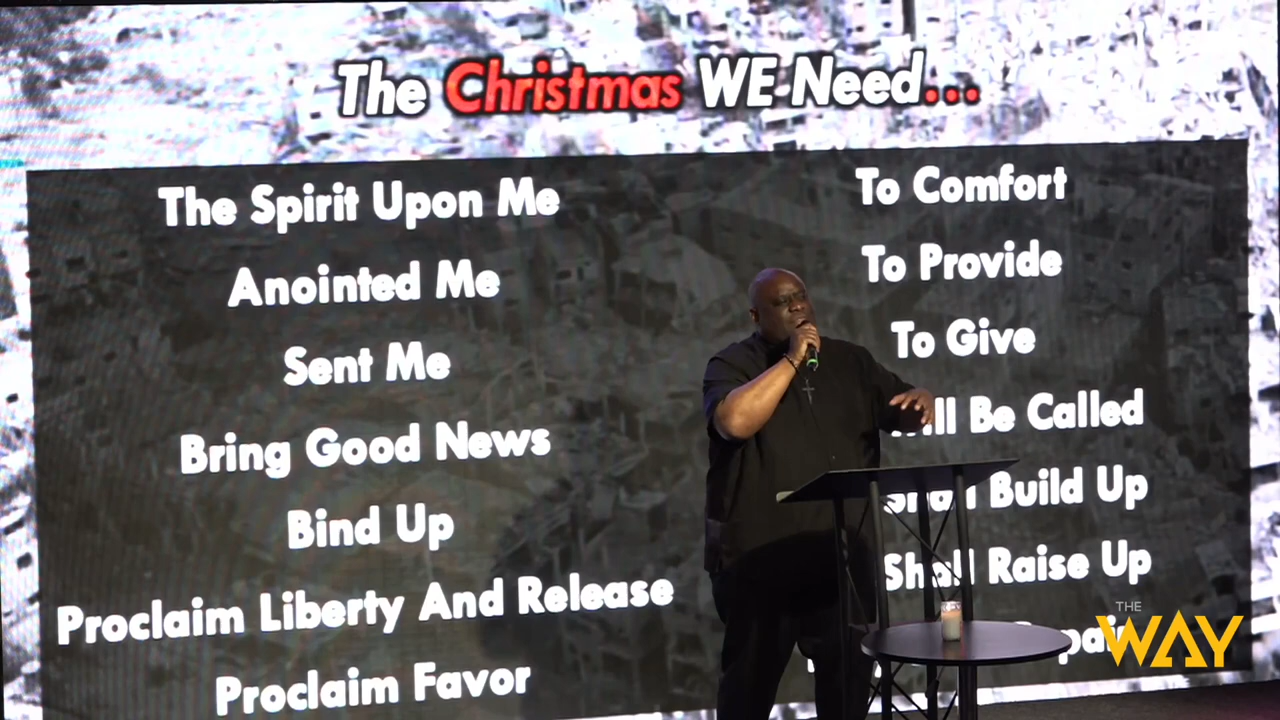 The Christmas WE Need...
The Spirit Upon Me
Anointed Me
Sent Me
Bring Good News
Bind Up
Proclaim Liberty And Release
Proclaim Favor
To Comfort
To Provide
To Give
Be Called
Shall Build Up
Shall Raise Up
THE
WAY